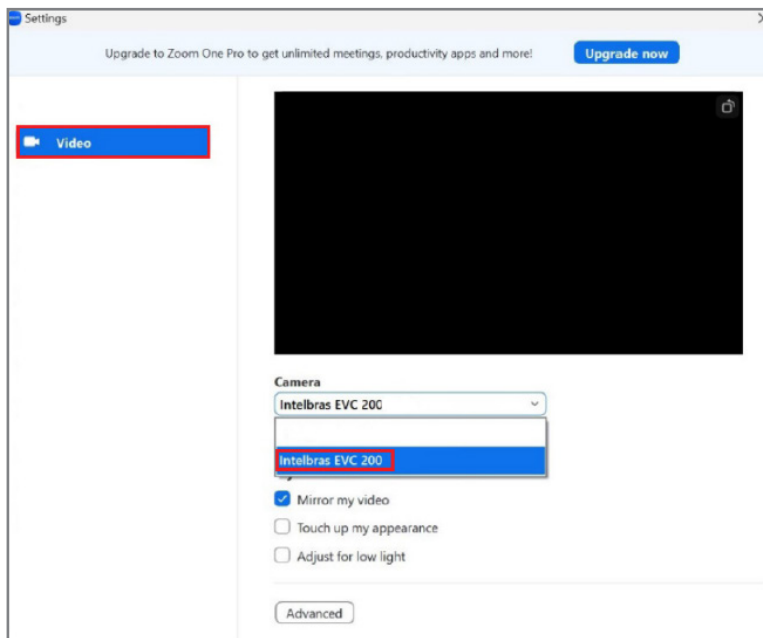 Settings
Upgrade to Zoom One Pro to get unlimited meetings, productivity apps and more!
Upgrade now
Video
Camera
Intelbras EVC 200
Intelbras EVC 200
Mirror my video
Touch up my appearance
Adjust for low light
Advanced